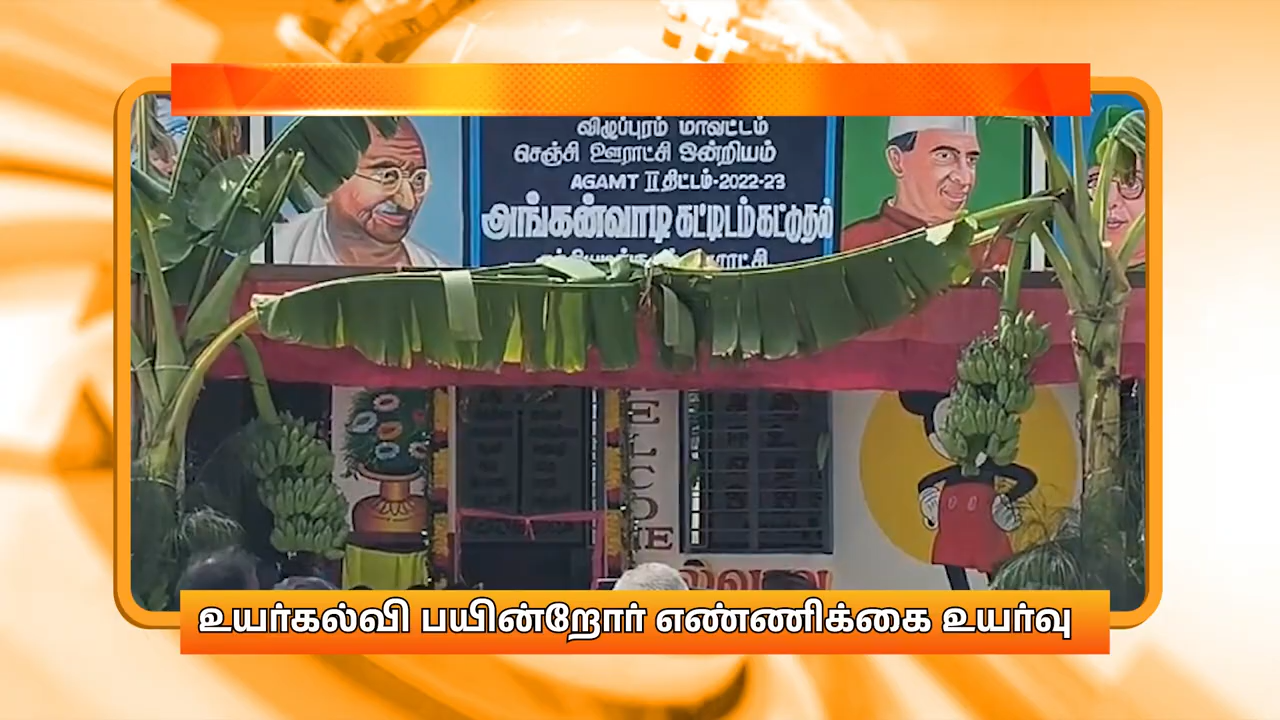 விழுப்புரம் மாவட்டம்
செஞ்சி ஊராட்சி ஒன்றியம்
AGAMT II திட்டம்-2022-23
அங்கன்வாடி கட்டிடம் கட்டுதல்
WELCOME
உயர்கல்வி பயின்றோர் எண்ணிக்கை உயர்வு